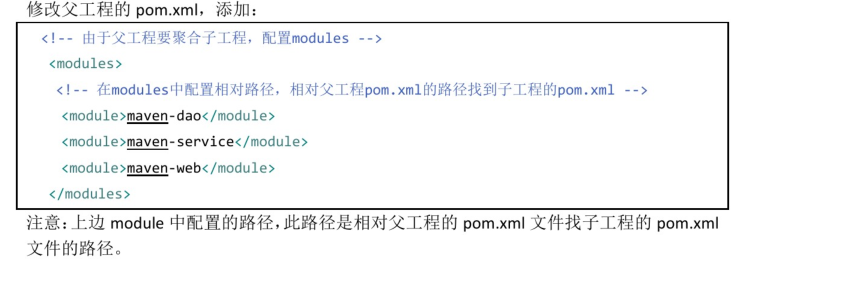 修改父工程的 pom.xml，添加：
<!-- 由于父工程要聚合子工程，配置modules -->
<modules>
<!-- 在modules中配置相对路径，相对父工程pom.xml的路径找到子工程的pom.xml -->
<module>maven-dao</module>
<module>maven-service</module>
<module>maven-web</module>
</modules>
注意：上边 module 中配置的路径，此路径是相对父工程的 pom.xml 文件找子工程的 pom.xml
文件的路径。